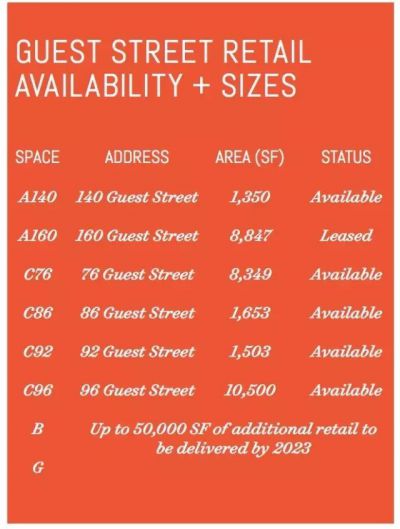 GUEST STREET RETAIL
AVAILABILITY + SIZES
SPACE ADDRESS AREA (SF) STATUS
A140 140 Guest Street 1,350 Available
A160 160 Guest Street 8,847 Leased
C76 76 Guest Street 8,349 Available
C86 86 Guest Street 1,653 Available
C92 92 Guest Street 1,503 Available
C96 96 Guest Street 10,500 Available
B Up to 50,000 SF of additional retail to
be delivered by 2023
G